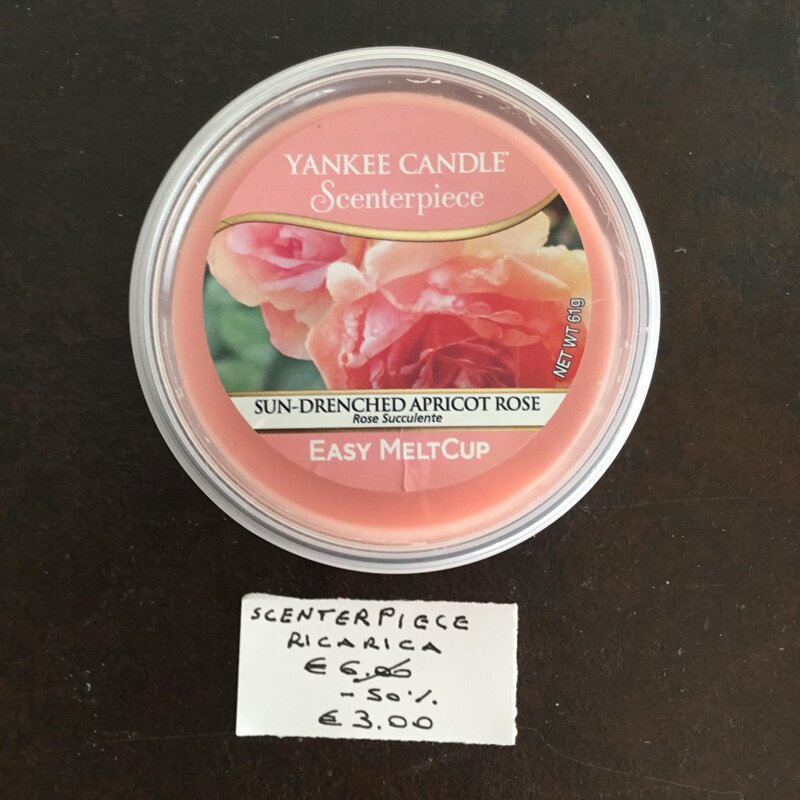 YANKEE CANDLE®
Scenterpiece
NET WT 61g
SUN-DRENCHED APRICOT ROSE
Rose Succulente
EASY MELTCUP
SCENTERPIECE
RICARICA
€ 6.00
- 50%
€ 3.00